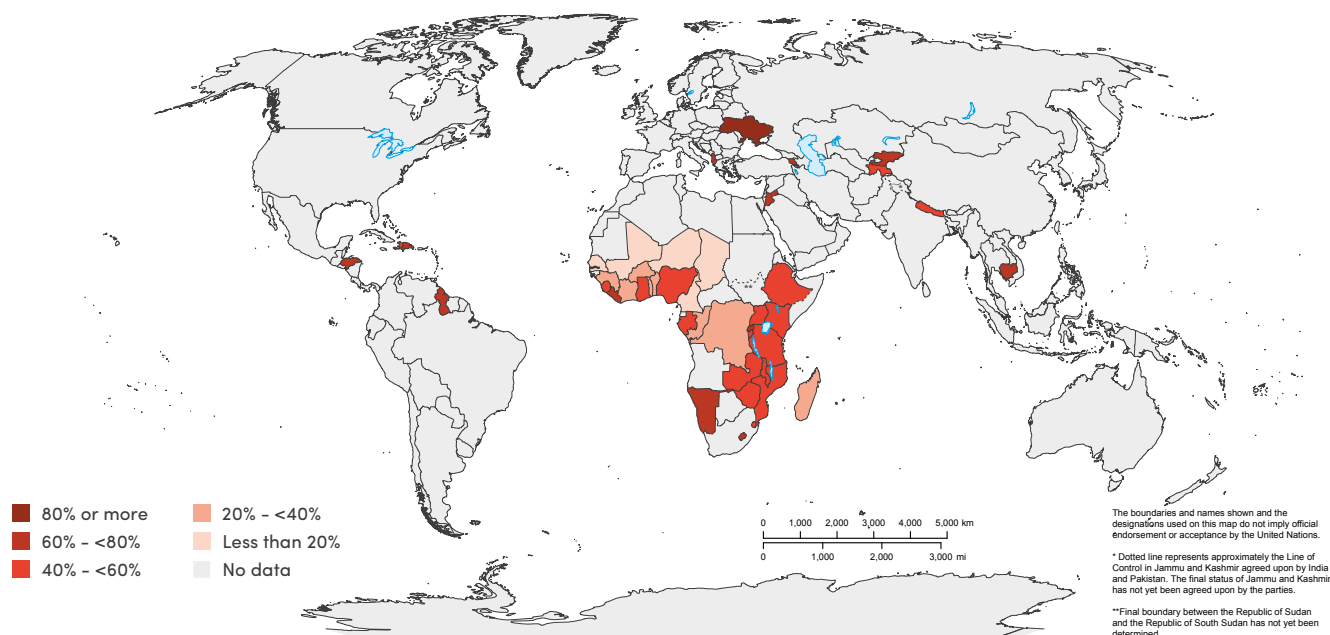 80% or more
60% - <80%
40% - <60%
20% - <40%
Less than 20%
No data
0 1,000 2,000 3,000 4,000 5,000 km
0 1,000 2,000 3,000 mi
**
The boundaries and names shown and the
designations used on this map do not imply official
endorsement or acceptance by the United Nations.
* Dotted line represents approximately the Line of
Control in Jammu and Kashmir agreed upon by India
and Pakistan. The final status of Jammu and Kashmir
has not yet been agreed upon by the parties.
**Final boundary between the Republic of Sudan
and the Republic of South Sudan has not yet been
determined